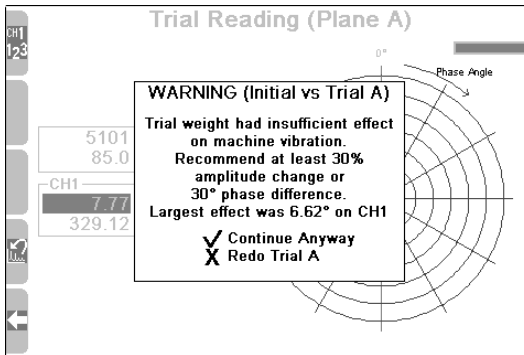 CH1
123
Trial Reading (Plane A)
0°
Phase Angle
5101
85.0
CH1
7.77
329.12
WARNING (Initial vs Trial A)
Trial weight had insufficient effect
on machine vibration.
Recommend at least 30%
amplitude change or
30° phase difference.
Largest effect was 6.62° on CH1
Continue Anyway
X Redo Trial A